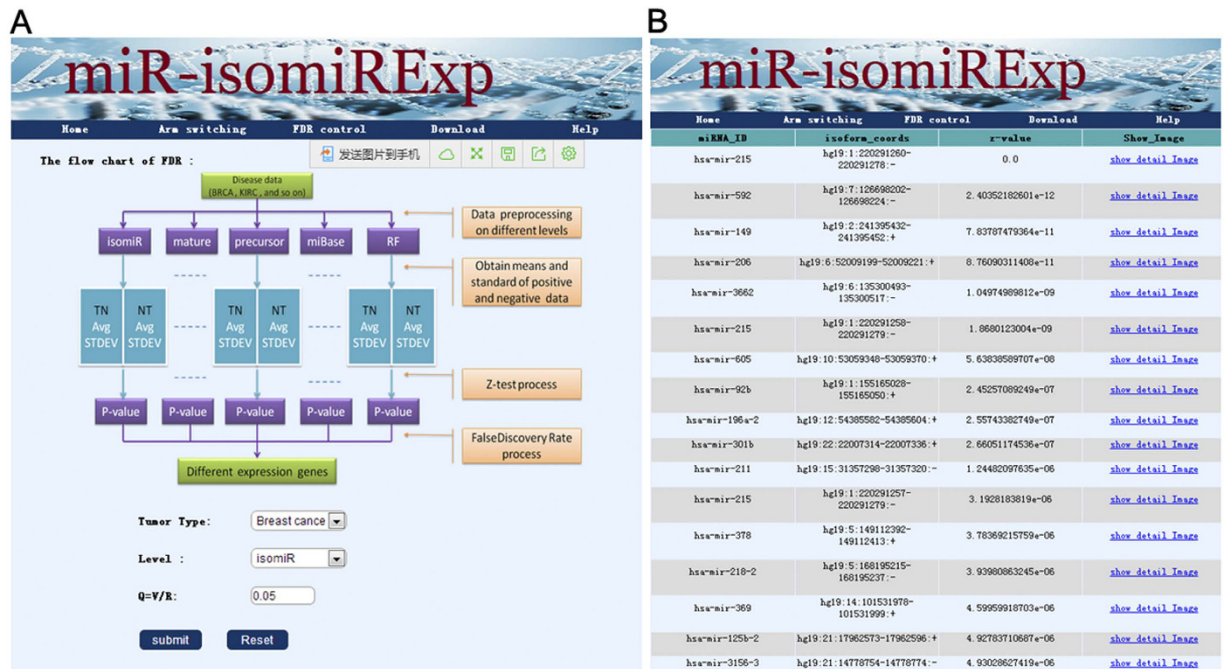 A
miR-isomiRExp
Home Arm switching FDR control Download Help
The flow chart of FDR :
发送图片到手机
Disease data
(BRCA , KIRC , and so on)
Data preprocessing
on different levels
isomiR mature precursor miBase RF
Obtain means and
standard of positive
and negative data
TN NT TN NT TN NT
Avg Avg Avg Avg Avg Avg
STDEV STDEV STDEV STDEV STDEV STDEV
Z-test process
P-value P-value P-value P-value P-value
FalseDiscovery Rate
process
Different expression genes
Tumor Type: Breast cance
Level : isomiR
Q=V/R: 0.05
submit Reset
B
miR-isomiRExp
Home Arm switching FDR control Download Help
miRNA_ID isoform_coords r-value Show_Image
hsa-mir-215 hg19:1:220291260-
220291278:- 0.0 show detail Image
hsa-mir-592 hg19:7:126698202-
126698224:- 2.40352182601e-12 show detail Image
hsa-mir-149 hg19:2:241395432-
241395452:+ 7.83787479364e-11 show detail Image
hsa-mir-206 hg19:6:52009199-52009221:+ 8.76090311408e-11 show detail Image
hsa-mir-3662 hg19:6:135300493-
135300517:- 1.04974989812e-09 show detail Image
hsa-mir-215 hg19:1:220291258-
220291279:- 1.8680123004e-09 show detail Image
hsa-mir-605 hg19:10:53059348-53059370:+ 5.63838589707e-08 show detail Image
hsa-mir-92b hg19:1:155165028-
155165050:+ 2.45257089249e-07 show detail Image
hsa-mir-196a-2 hg19:12:54385582-54385604:+ 2.55743382749e-07 show detail Image
hsa-mir-301b hg19:22:22007314-22007336:+ 2.66051174536e-07 show detail Image
hsa-mir-211 hg19:15:31357298-31357320:- 1.24482097635e-06 show detail Image
hsa-mir-215 hg19:1:220291257-
220291279:- 3.1928183819e-06 show detail Image
hsa-mir-378 hg19:5:149112392-
149112413:+ 3.78369215759e-06 show detail Image
hsa-mir-218-2 hg19:5:168195215-
168195237:- 3.93980863245e-06 show detail Image
hsa-mir-369 hg19:14:101531978-
101531999:+ 4.59959918703e-06 show detail Image
hsa-mir-125b-2 hg19:21:17962573-17962596:+ 4.92783710687e-06 show detail Image
hsa-mir-3156-3 hg19:21:14778754-14778774:- 4.93028627419e-06 show detail Image